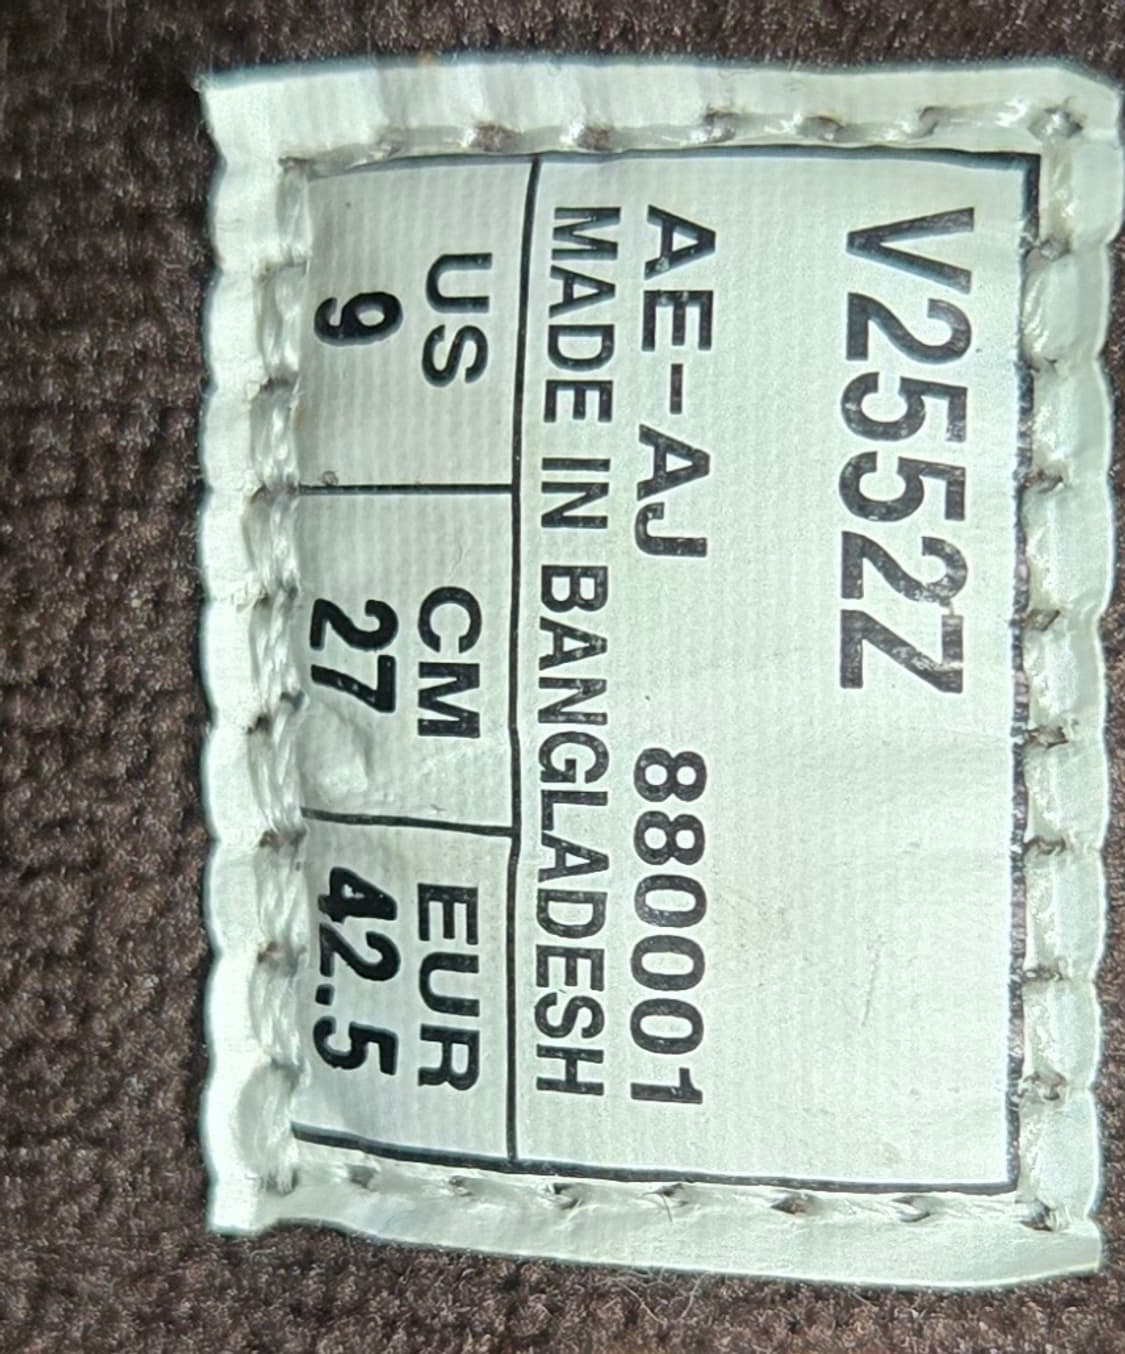 V2552Z
AE-AJ 880001
MADE IN BANGLADESH
US CM EUR
9 27 42.5